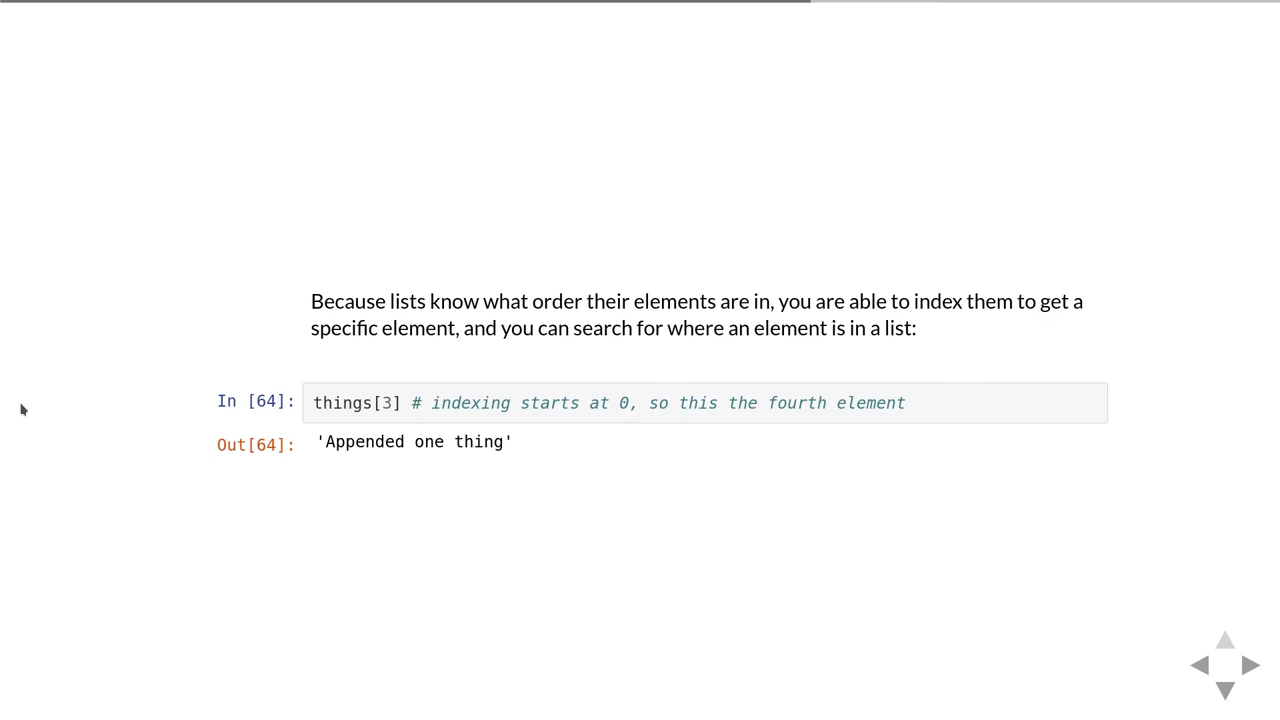 Because lists know what order their elements are in, you are able to index them to get a
specific element, and you can search for where an element is in a list:
In [64]: things[3] # indexing starts at 0, so this the fourth element
Out[64]: 'Appended one thing'